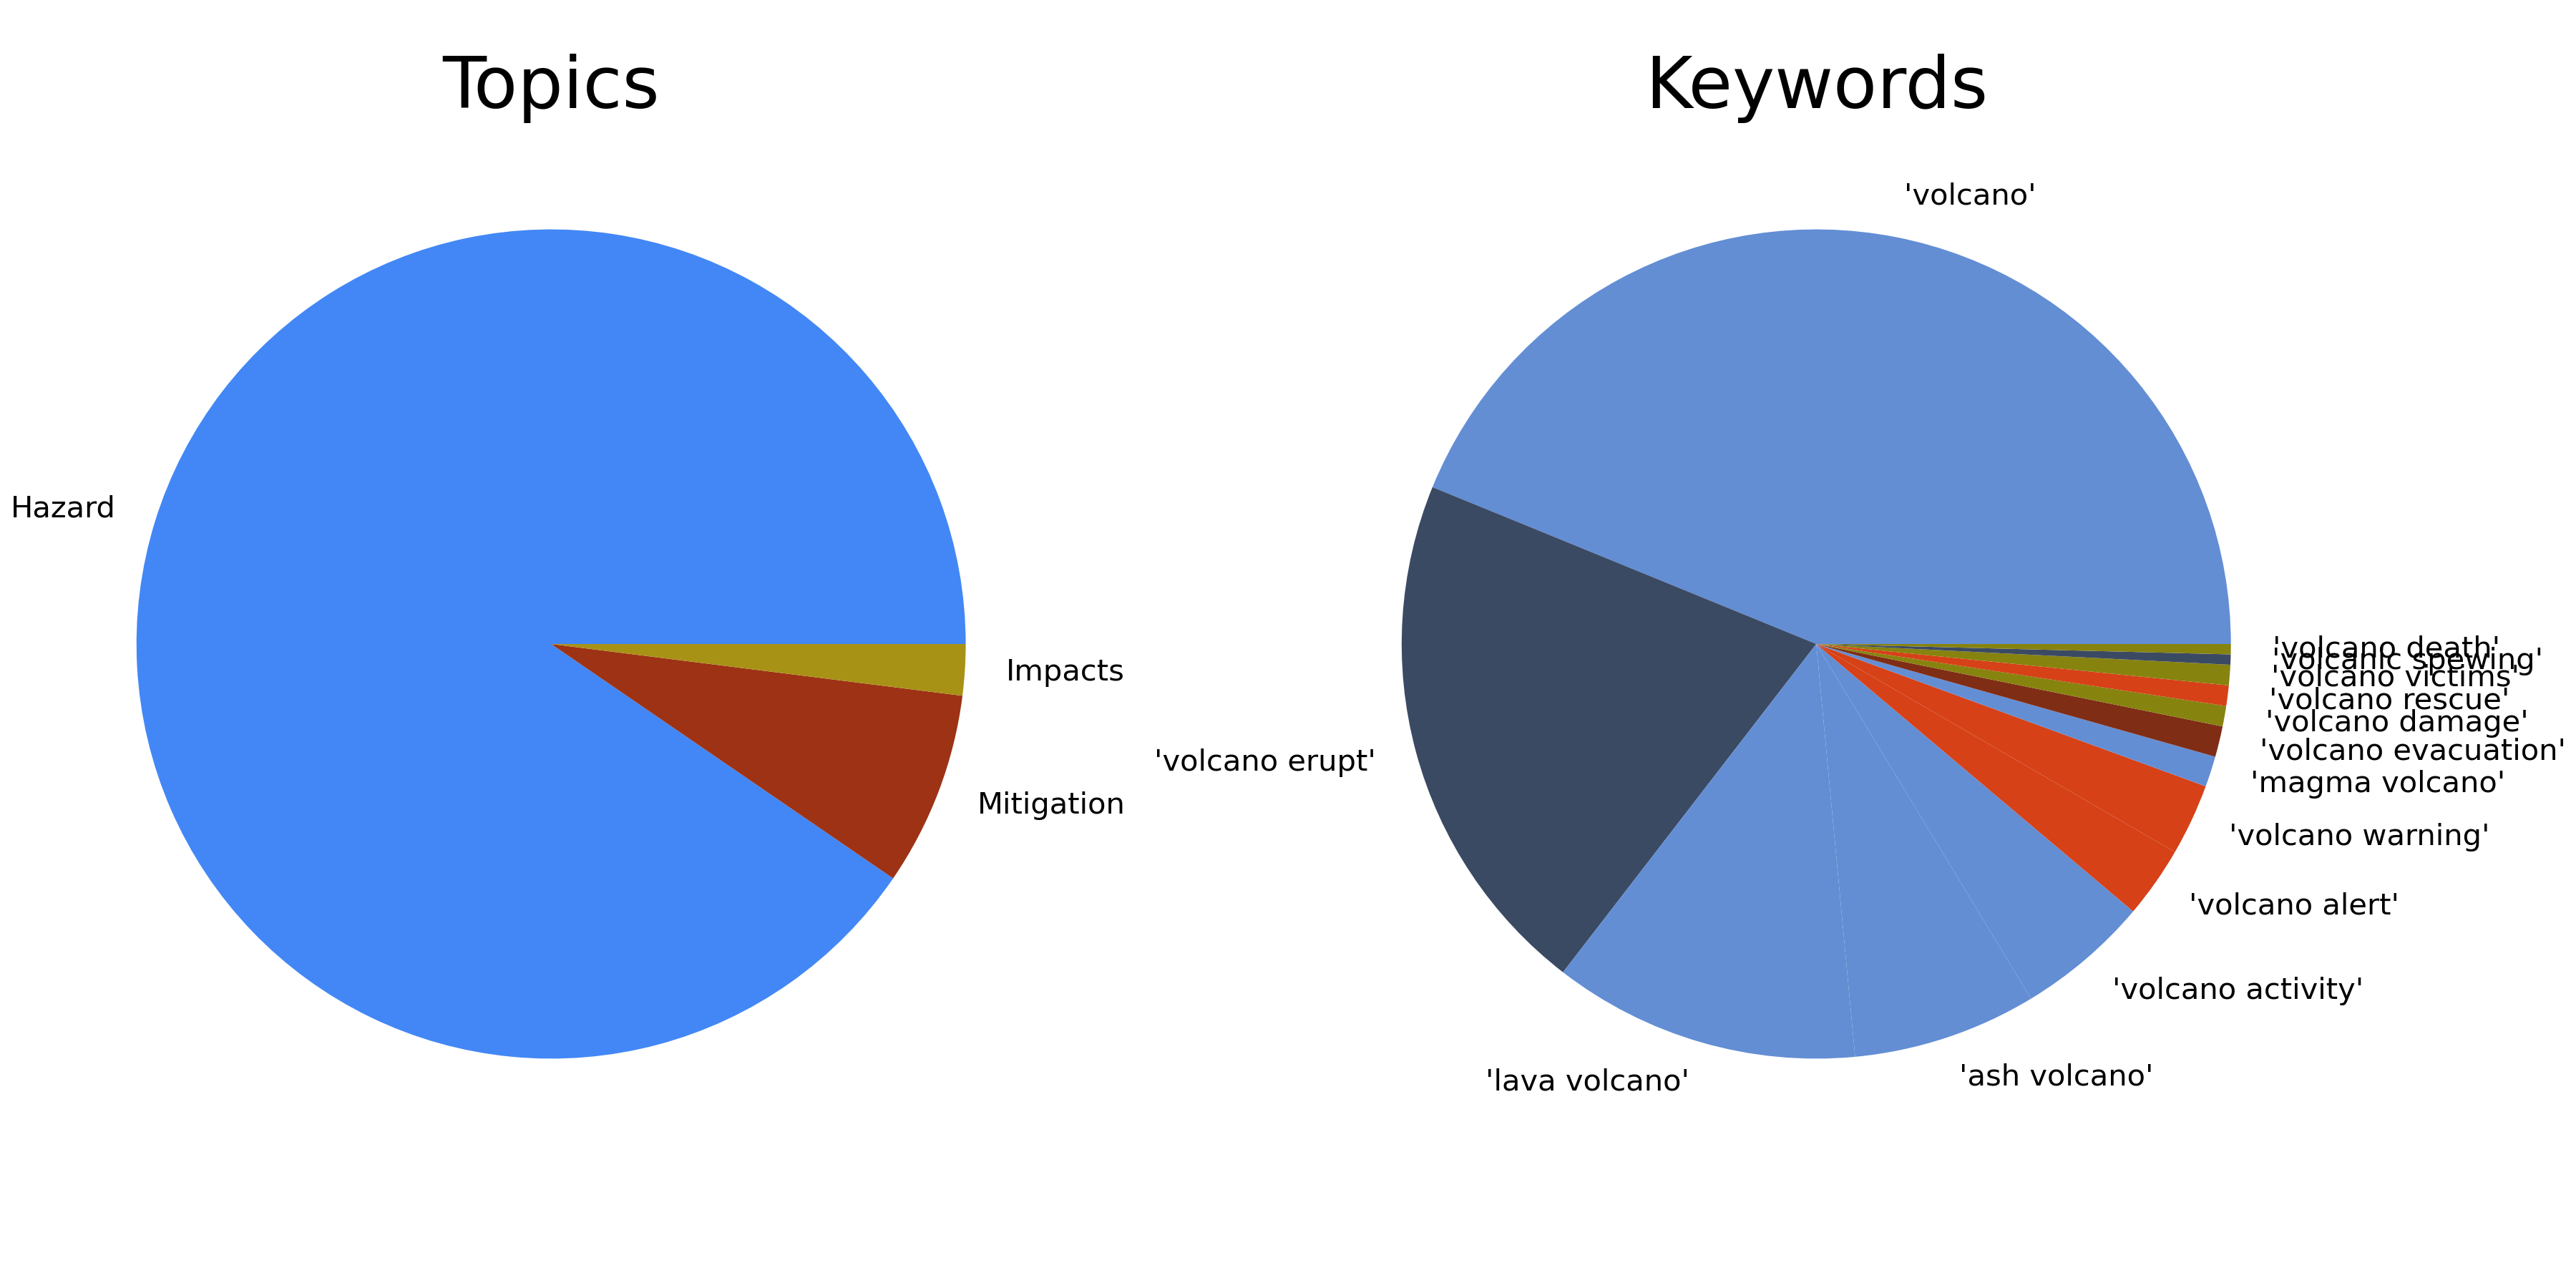 Topics
Hazard
Impacts
Mitigation
Keywords
'volcano'
'volcano erupt'
'lava volcano'
'ash volcano'
'volcano activity'
'volcano alert'
'volcano warning'
'magma volcano'
'volcano evacuation'
'volcano damage'
'volcano rescue'
'volcano victims'
'volcanic spewing'
'volcano death'